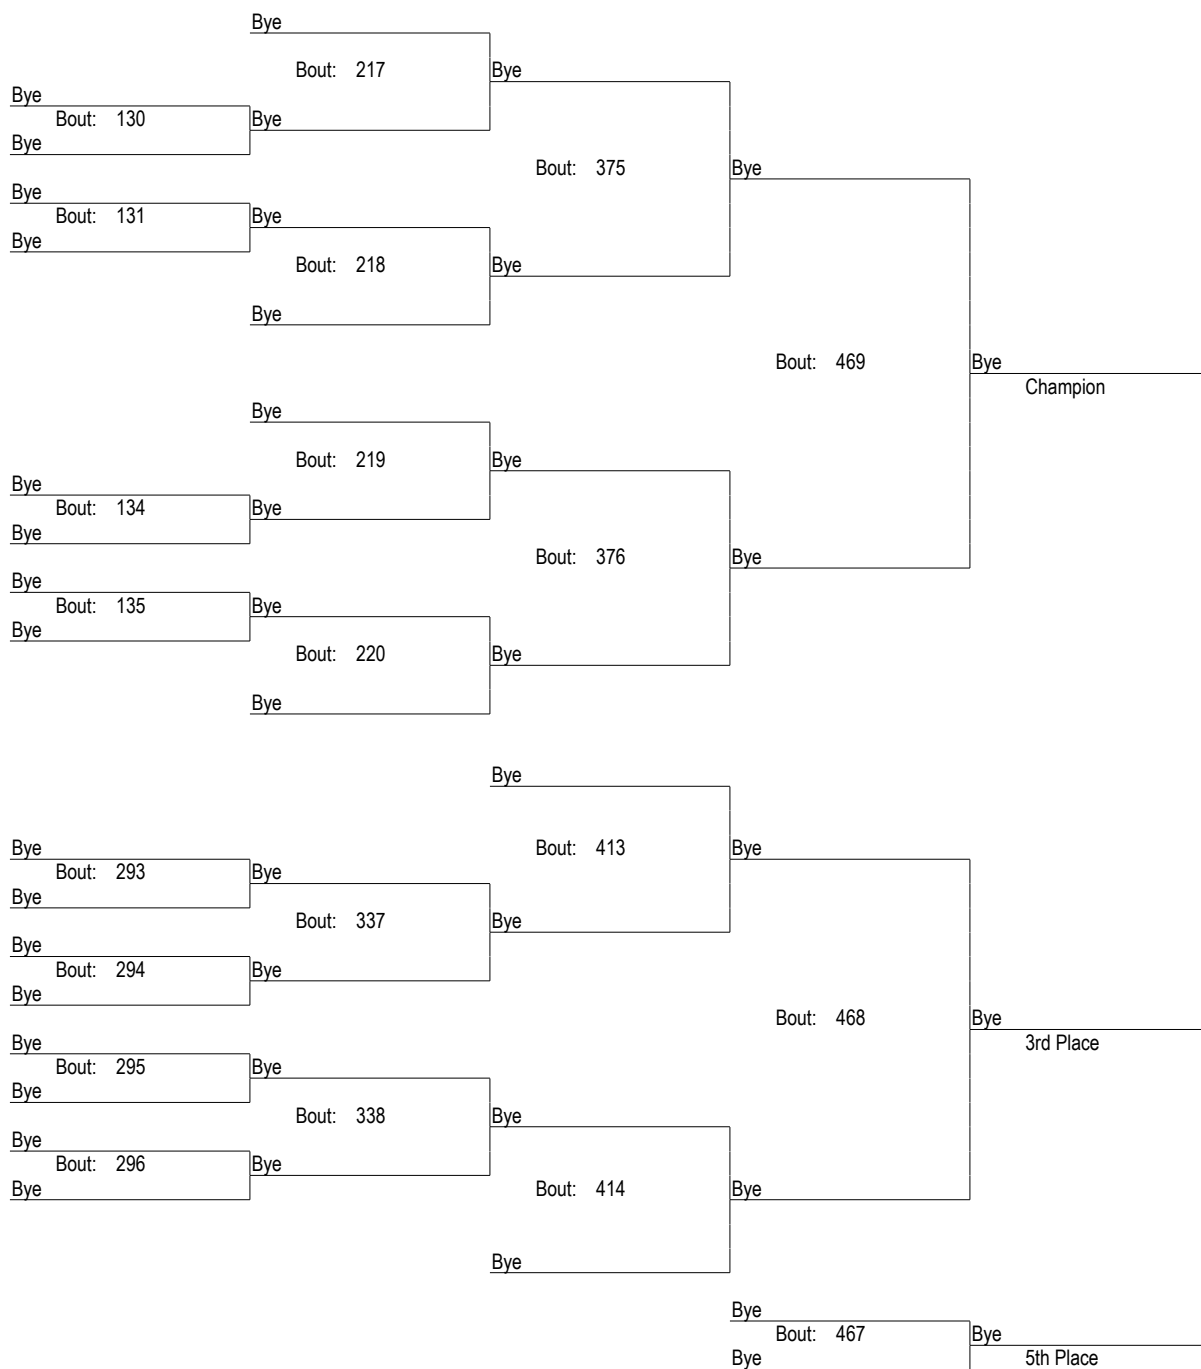 Bye
Bout: 217 Bye
Bye
Bout: 130 Bye
Bye
Bout: 375 Bye
Bye
Bout: 131 Bye
Bye
Bout: 218 Bye
Bye
Bout: 469 Bye
Champion
Bye
Bout: 219 Bye
Bye
Bout: 134 Bye
Bye
Bout: 376 Bye
Bye
Bout: 135 Bye
Bye
Bout: 220 Bye
Bye
Bye
Bout: 413 Bye
Bye
Bout: 293 Bye
Bye
Bout: 337 Bye
Bye
Bout: 294 Bye
Bye
Bout: 468 Bye
3rd Place
Bye
Bout: 295 Bye
Bye
Bout: 338 Bye
Bye
Bout: 296 Bye
Bye
Bout: 414 Bye
Bye
Bye
Bout: 467 Bye
Bye 5th Place